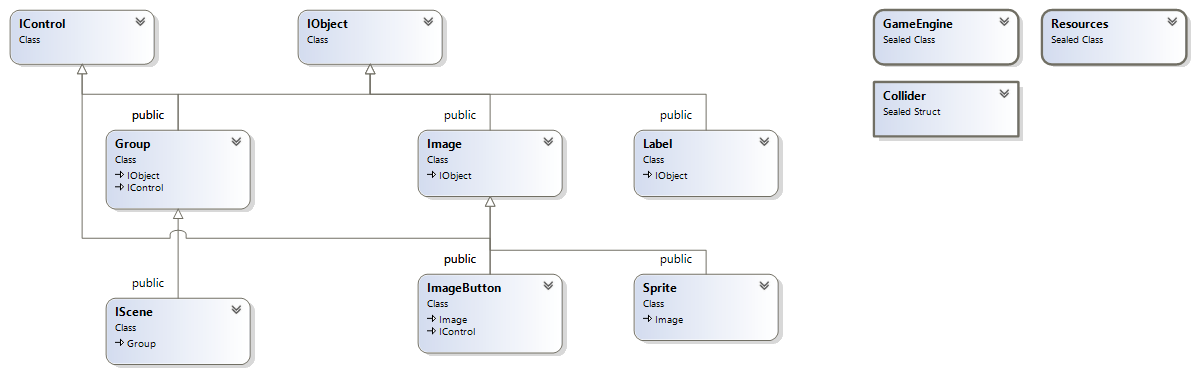 IControl
Class
IObject
Class
GameEngine
Sealed Class
Resources
Sealed Class
Collider
Sealed Struct
public
public
public
Group
Class
IObject
IControl
Image
Class
IObject
Label
Class
IObject
public
public
public
IScene
Class
Group
ImageButton
Class
Image
IControl
Sprite
Class
Image